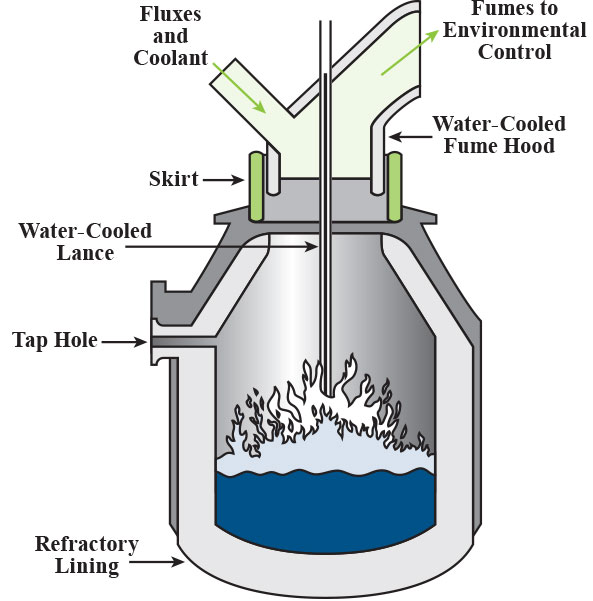 Fluxes
and
Coolant
Fumes to
Environmental
Control
Water-Cooled
Fume Hood
Skirt
Water-Cooled
Lance
Tap Hole
Refractory
Lining